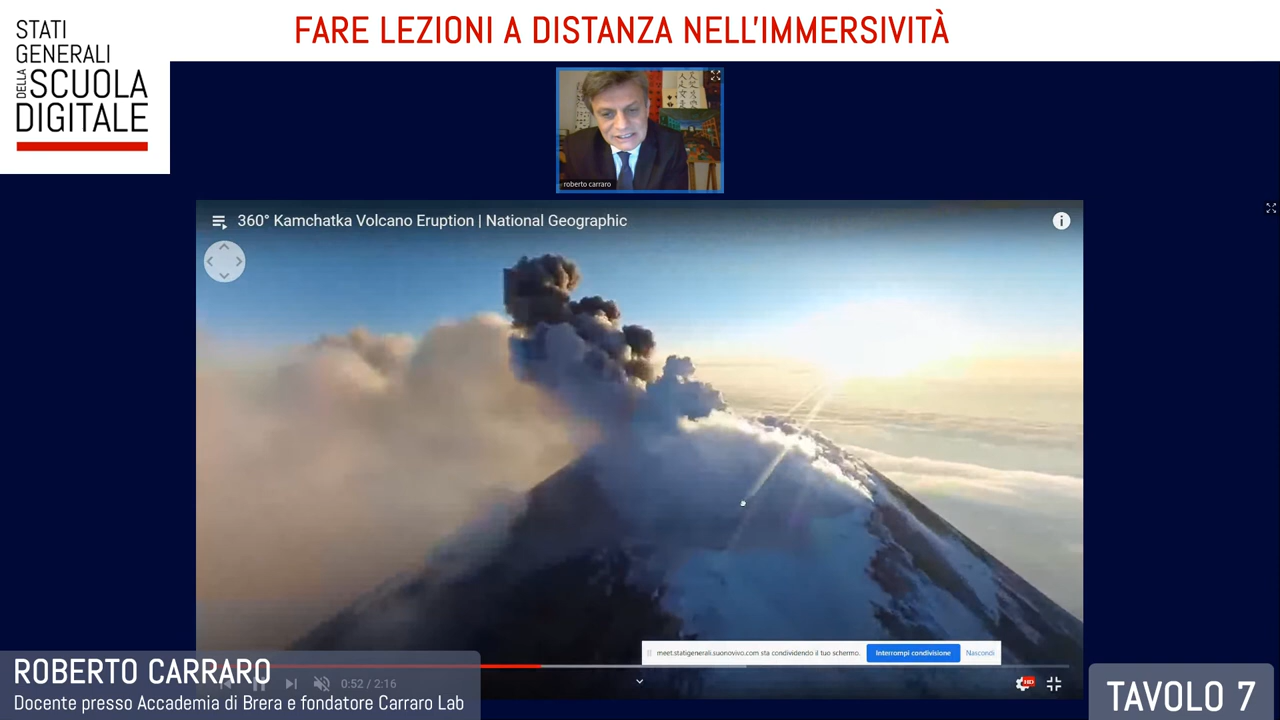 FARE LEZIONI A DISTANZA NELL'IMMERSIVITÀ
STATI
GENERALI
DELLA SCUOLA
DIGITALE
roberto carraro
360° Kamchatka Volcano Eruption | National Geographic
meet.statigenerali.suonovivo.com sta condividendo il tuo schermo.
Interrompi condivisione
Nascondi
0:52 / 2:16
HD
ROBERTO CARRARO
Docente presso Accademia di Brera e fondatore Carraro Lab
TAVOLO 7